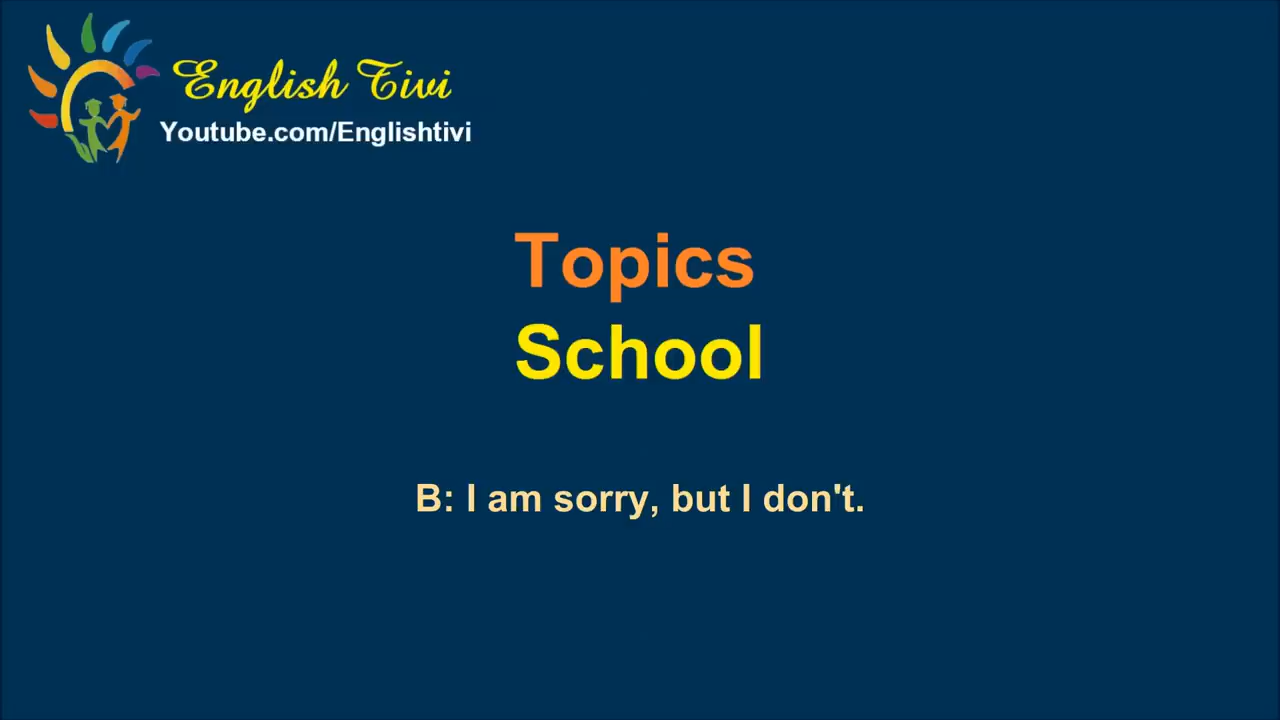 English Tivi
Youtube.com/Englishtivi
Topics
School
B: I am sorry, but I don't.